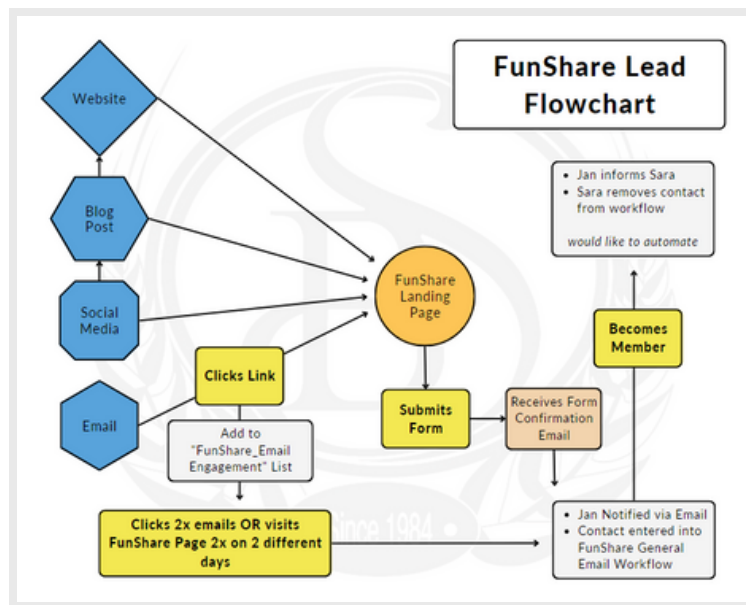 FunShare Lead
Flowchart
Website
Blog
Post
Social
Media
Email
Clicks Link
Add to
"FunShare_Email
Engagement" List
Clicks 2x emails OR visits
FunShare Page 2x on 2 different
days
FunShare
Landing
Page
Submits
Form
Receives Form
Confirmation
Email
• Jan Notified via Email
• Contact entered into
FunShare General
Email Workflow
Becomes
Member
• Jan informs Sara
• Sara removes contact
from workflow
would like to automate
Since 1984 •